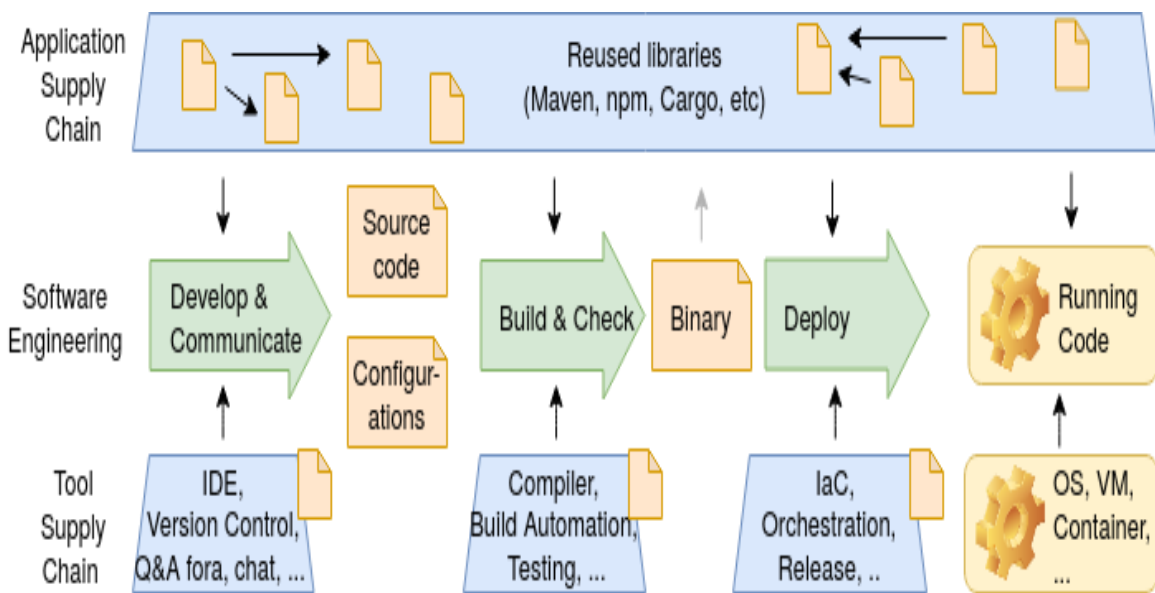 Application
Supply
Chain
Reused libraries
(Maven, npm, Cargo, etc)
Software
Engineering
Develop &
Communicate
Source
code
Configur-
ations
Build & Check
Binary
Deploy
Running
Code
Tool
Supply
Chain
IDE,
Version Control,
Q&A fora, chat, ...
Compiler,
Build Automation,
Testing, ...
IaC,
Orchestration,
Release, ..
OS, VM,
Container,
...